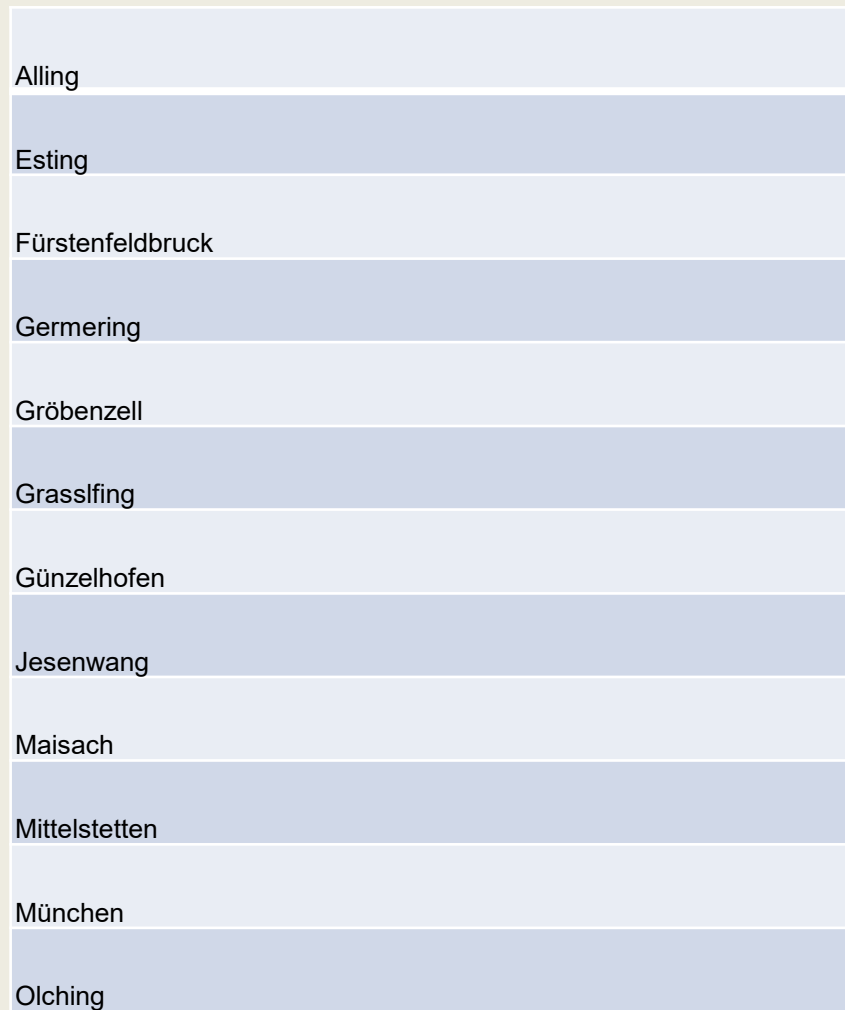 Alling
Esting
Fürstenfeldbruck
Germering
Gröbenzell
Grasslfing
Günzelhofen
Jesenwang
Maisach
Mittelstetten
München
Olching